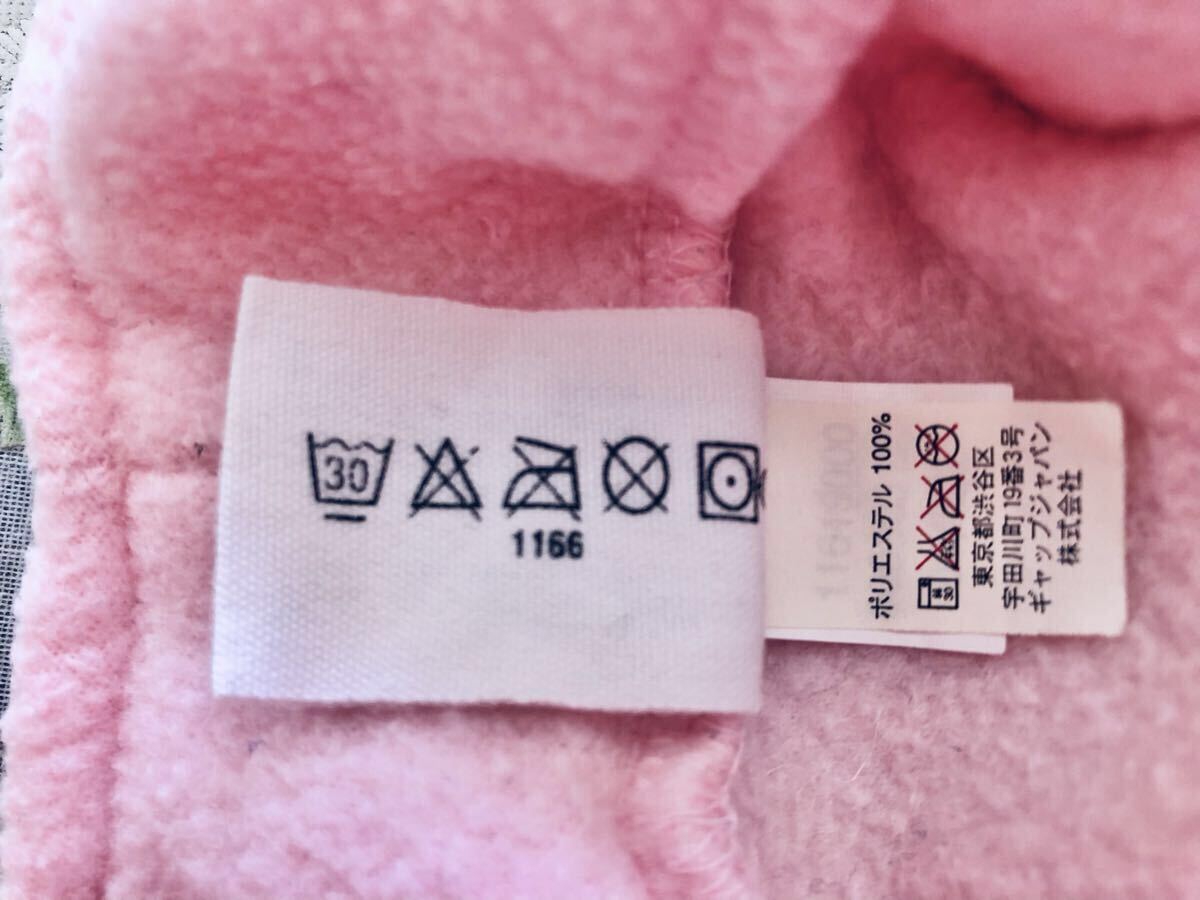 30
1166
ポリエステル 100%
30
東京都渋谷区
宇田川町19番3号
ギャップジャパン
株式会社